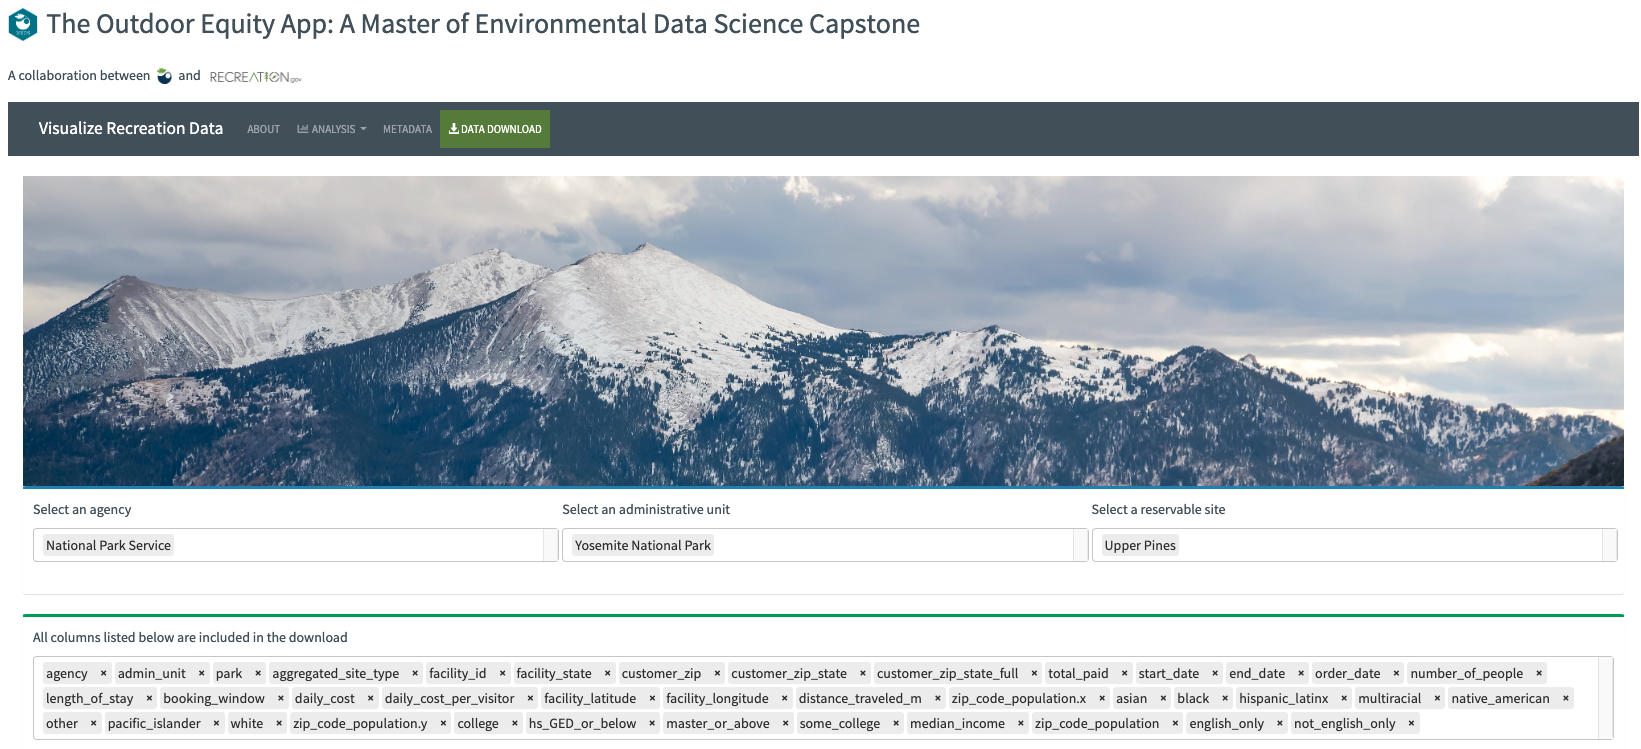 The Outdoor Equity App: A Master of Environmental Data Science Capstone
A collaboration between and RECREATION.gov
Visualize Recreation Data ABOUT ANALYSIS METADATA DATA DOWNLOAD
Select an agency Select an administrative unit Select a reservable site
National Park Service Yosemite National Park Upper Pines
All columns listed below are included in the download
agency × admin_unit × park × aggregated_site_type × facility_id × facility_state × customer_zip × customer_zip_state × customer_zip_state_full × total_paid × start_date × end_date × order_date × number_of_people ×
length_of_stay × booking_window × daily_cost × daily_cost_per_visitor × facility_latitude × facility_longitude × distance_traveled_m × zip_code_population.x × asian × black × hispanic_latinx × multiracial × native_american ×
other × pacific_islander × white × zip_code_population.y × college × hs_GED_or_below × master_or_above × some_college × median_income × zip_code_population × english_only × not_english_only ×